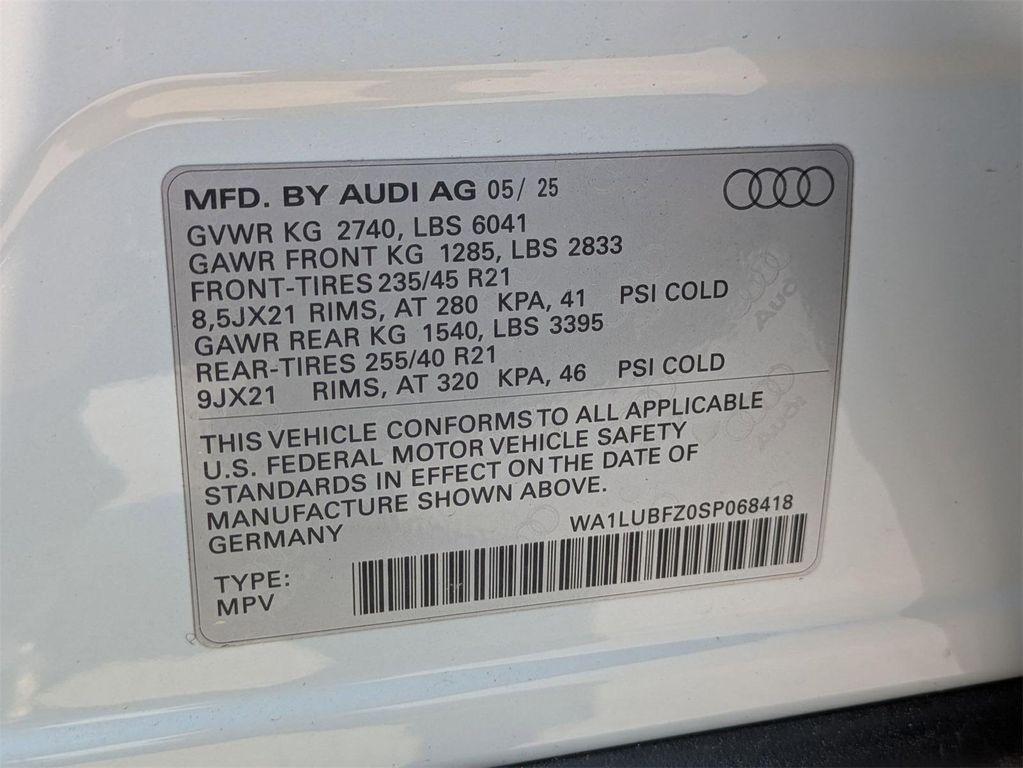 MFD. BY AUDI AG 05/ 25
GVWR KG 2740, LBS 6041
GAWR FRONT KG 1285, LBS 2833
FRONT-TIRES 235/45 R21
8,5JX21 RIMS, AT 280 KPA, 41 PSI COLD
GAWR REAR KG 1540, LBS 3395
REAR-TIRES 255/40 R21
9JX21 RIMS, AT 320 KPA, 46 PSI COLD
THIS VEHICLE CONFORMS TO ALL APPLICABLE
U.S. FEDERAL MOTOR VEHICLE SAFETY
STANDARDS IN EFFECT ON THE DATE OF
MANUFACTURE SHOWN ABOVE.
GERMANY
WA1LUBFZ0SP068418
TYPE:
MPV
Audi
Audi